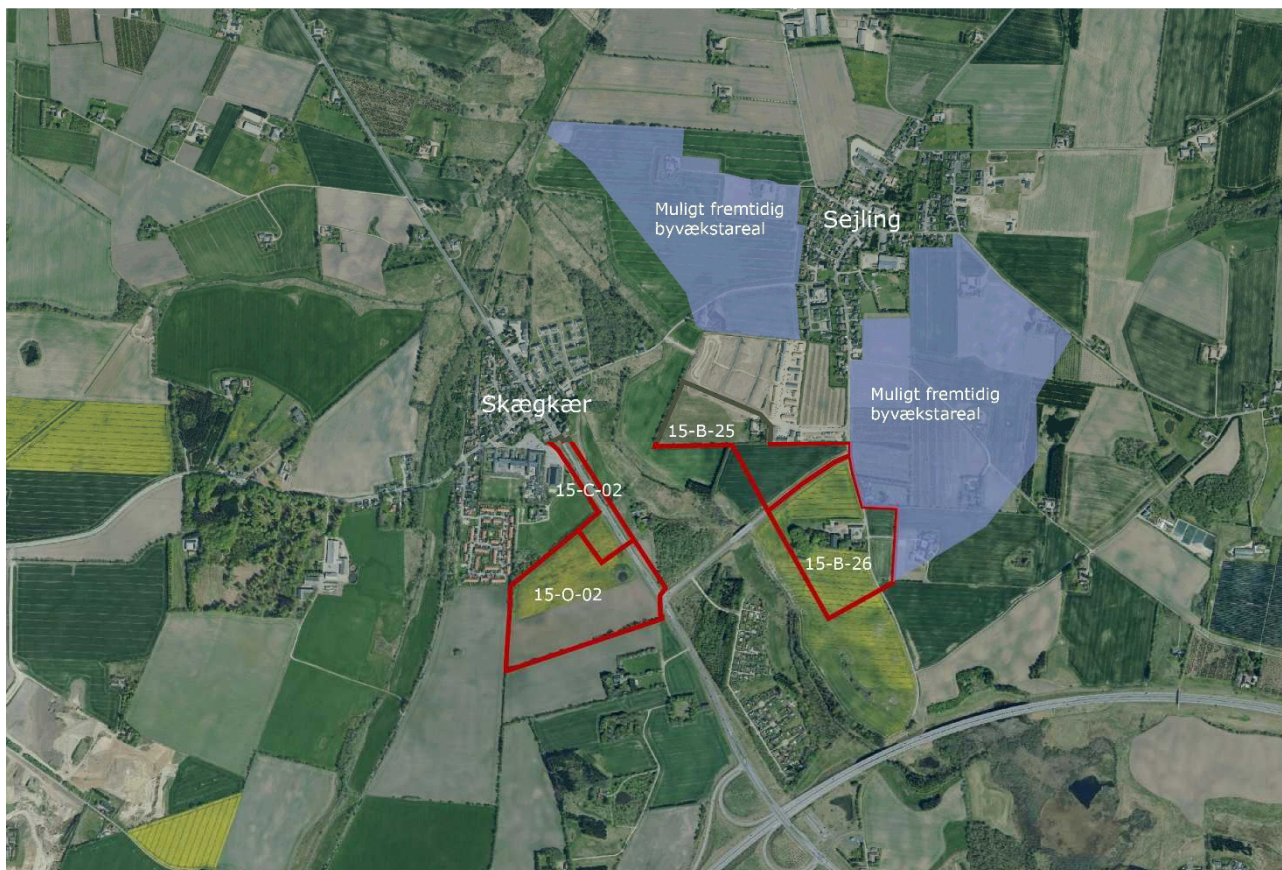 Muligt fremtidig
byvækstareal
Sejling
Muligt fremtidig
byvækstareal
Skægkær
15-B-25
15-C-02
15-B-26
15-O-02